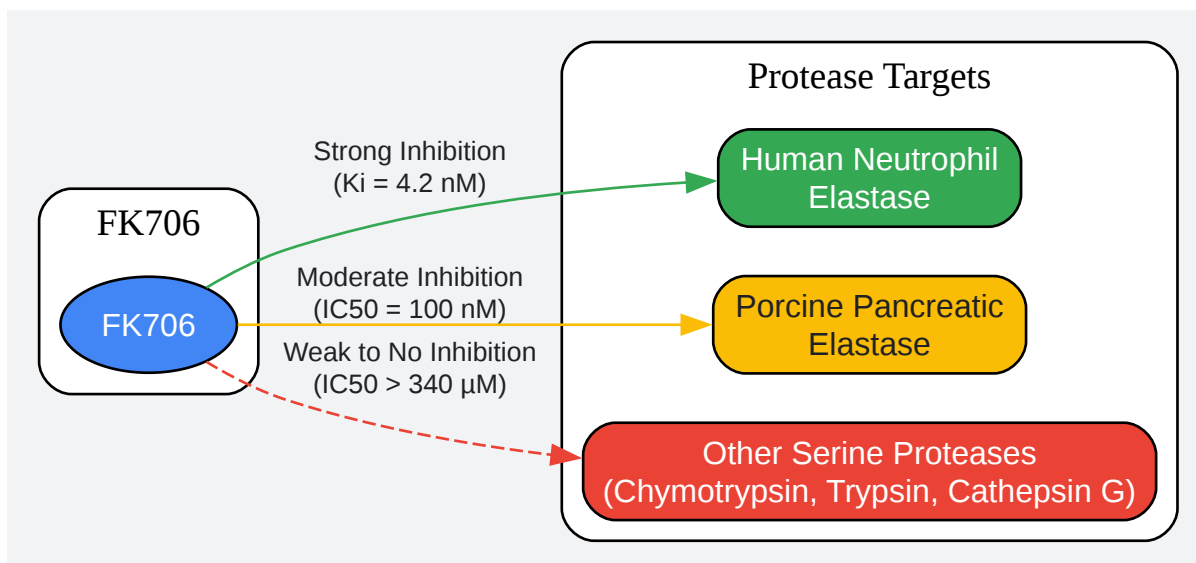 FK706
FK706
Strong Inhibition
(Ki = 4.2 nM)
Moderate Inhibition
(IC50 = 100 nM)
Weak to No Inhibition
(IC50 > 340 µM)
Protease Targets
Human Neutrophil
Elastase
Porcine Pancreatic
Elastase
Other Serine Proteases
(Chymotrypsin, Trypsin, Cathepsin G)